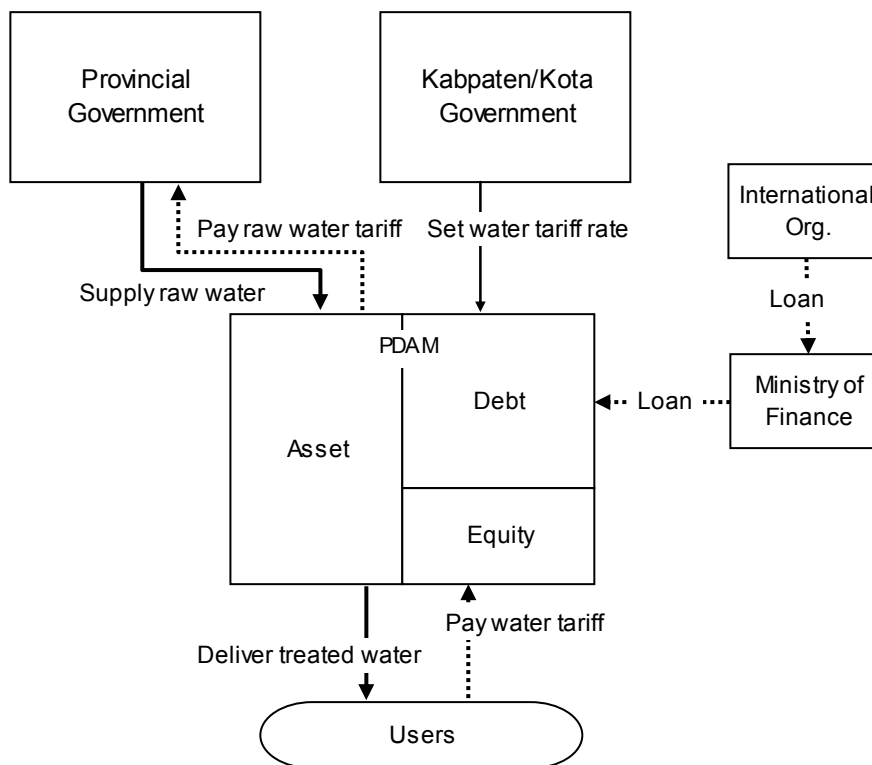 Provincial
Government
Kabpaten/Kota
Government
International
Org.
Pay raw water tariff
Set water tariff rate
Supply raw water
Loan
PDAM
Ministry of
Finance
Debt
Loan
Asset
Equity
Pay water tariff
Deliver treated water
Users